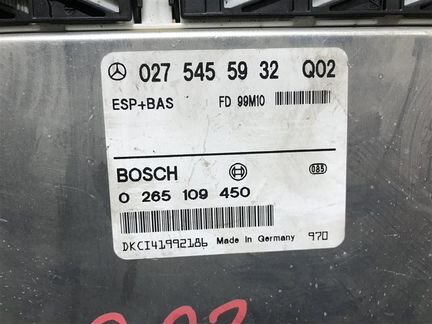 027 545 59 32 Q02
ESP+BAS FD 99M10
BOSCH 085
0 265 109 450
DKCI41992186 Made in Germany 970